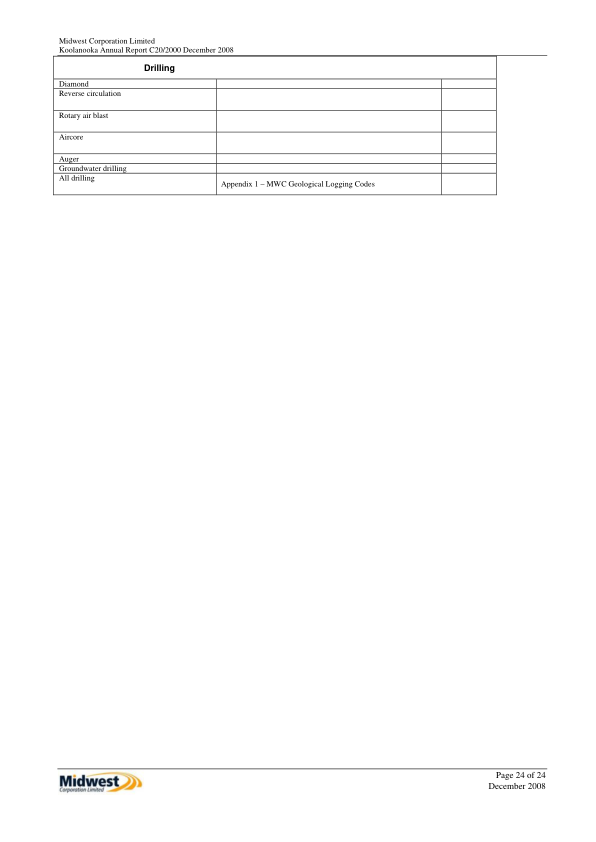 Midwest Corporation Limited
Koolanooka Annual Report C20/2000 December 2008
Drilling
Diamond
Reverse circulation
Rotary air blast
Aircore
Auger
Groundwater drilling
All drilling
Appendix 1 – MWC Geological Logging Codes
Midwest
Corporation Limited
Page 24 of 24
December 2008